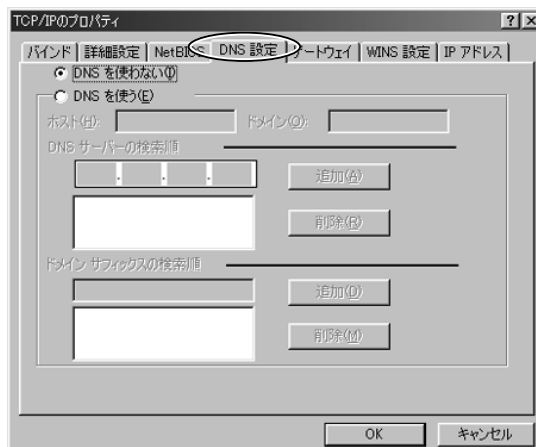 TCP/IPのプロパティ
バインド 詳細設定 NetBIOS DNS 設定 ゲートウェイ WINS 設定 IP アドレス
DNS を使わない(I)
DNS を使う(E)
ホスト(H): ドメイン(O):
DNS サーバーの検索順
追加(A)
削除(R)
ドメイン サフィックスの検索順
追加(D)
削除(M)
OK キャンセル